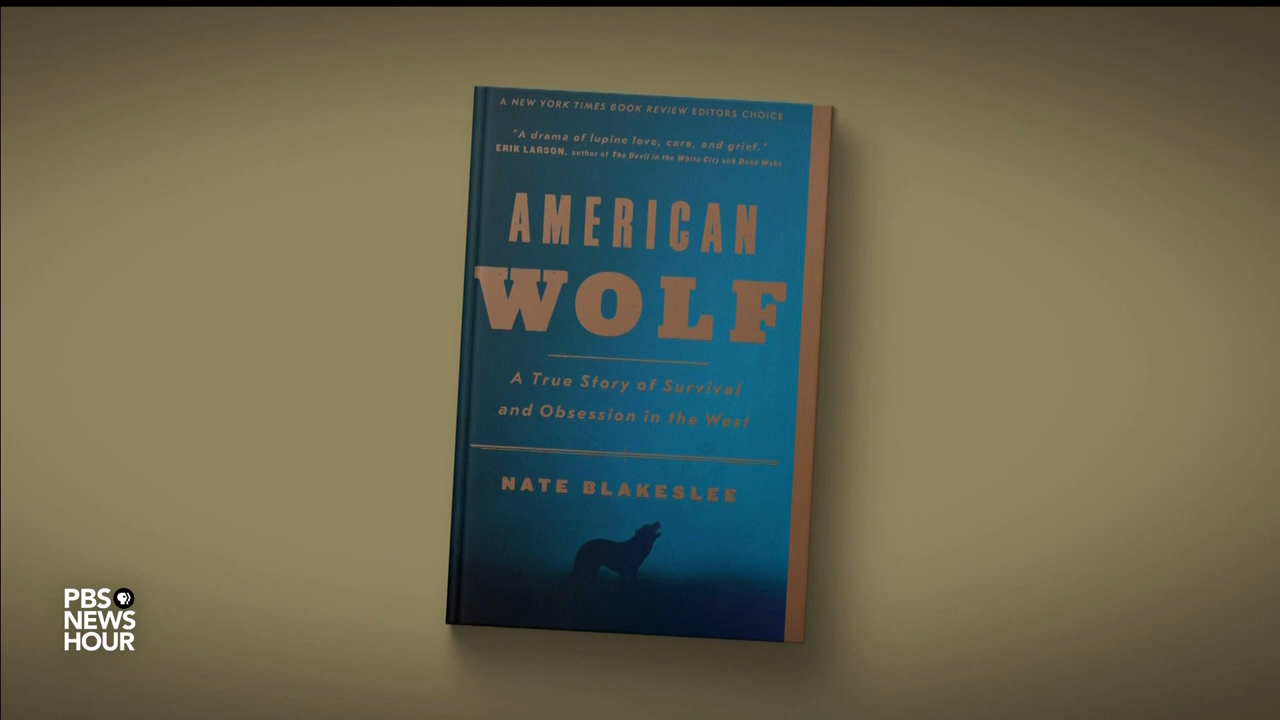 A NEW YORK TIMES BOOK REVIEW EDITORS CHOICE
"A drama of lupine love, care, and grief."
ERIK LARSON, author of The Devil in the White City and Dead Wake
AMERICAN
WOLF
A True Story of Survival
and Obsession in the West
NATE BLAKESLEE
PBS
NEWS
HOUR